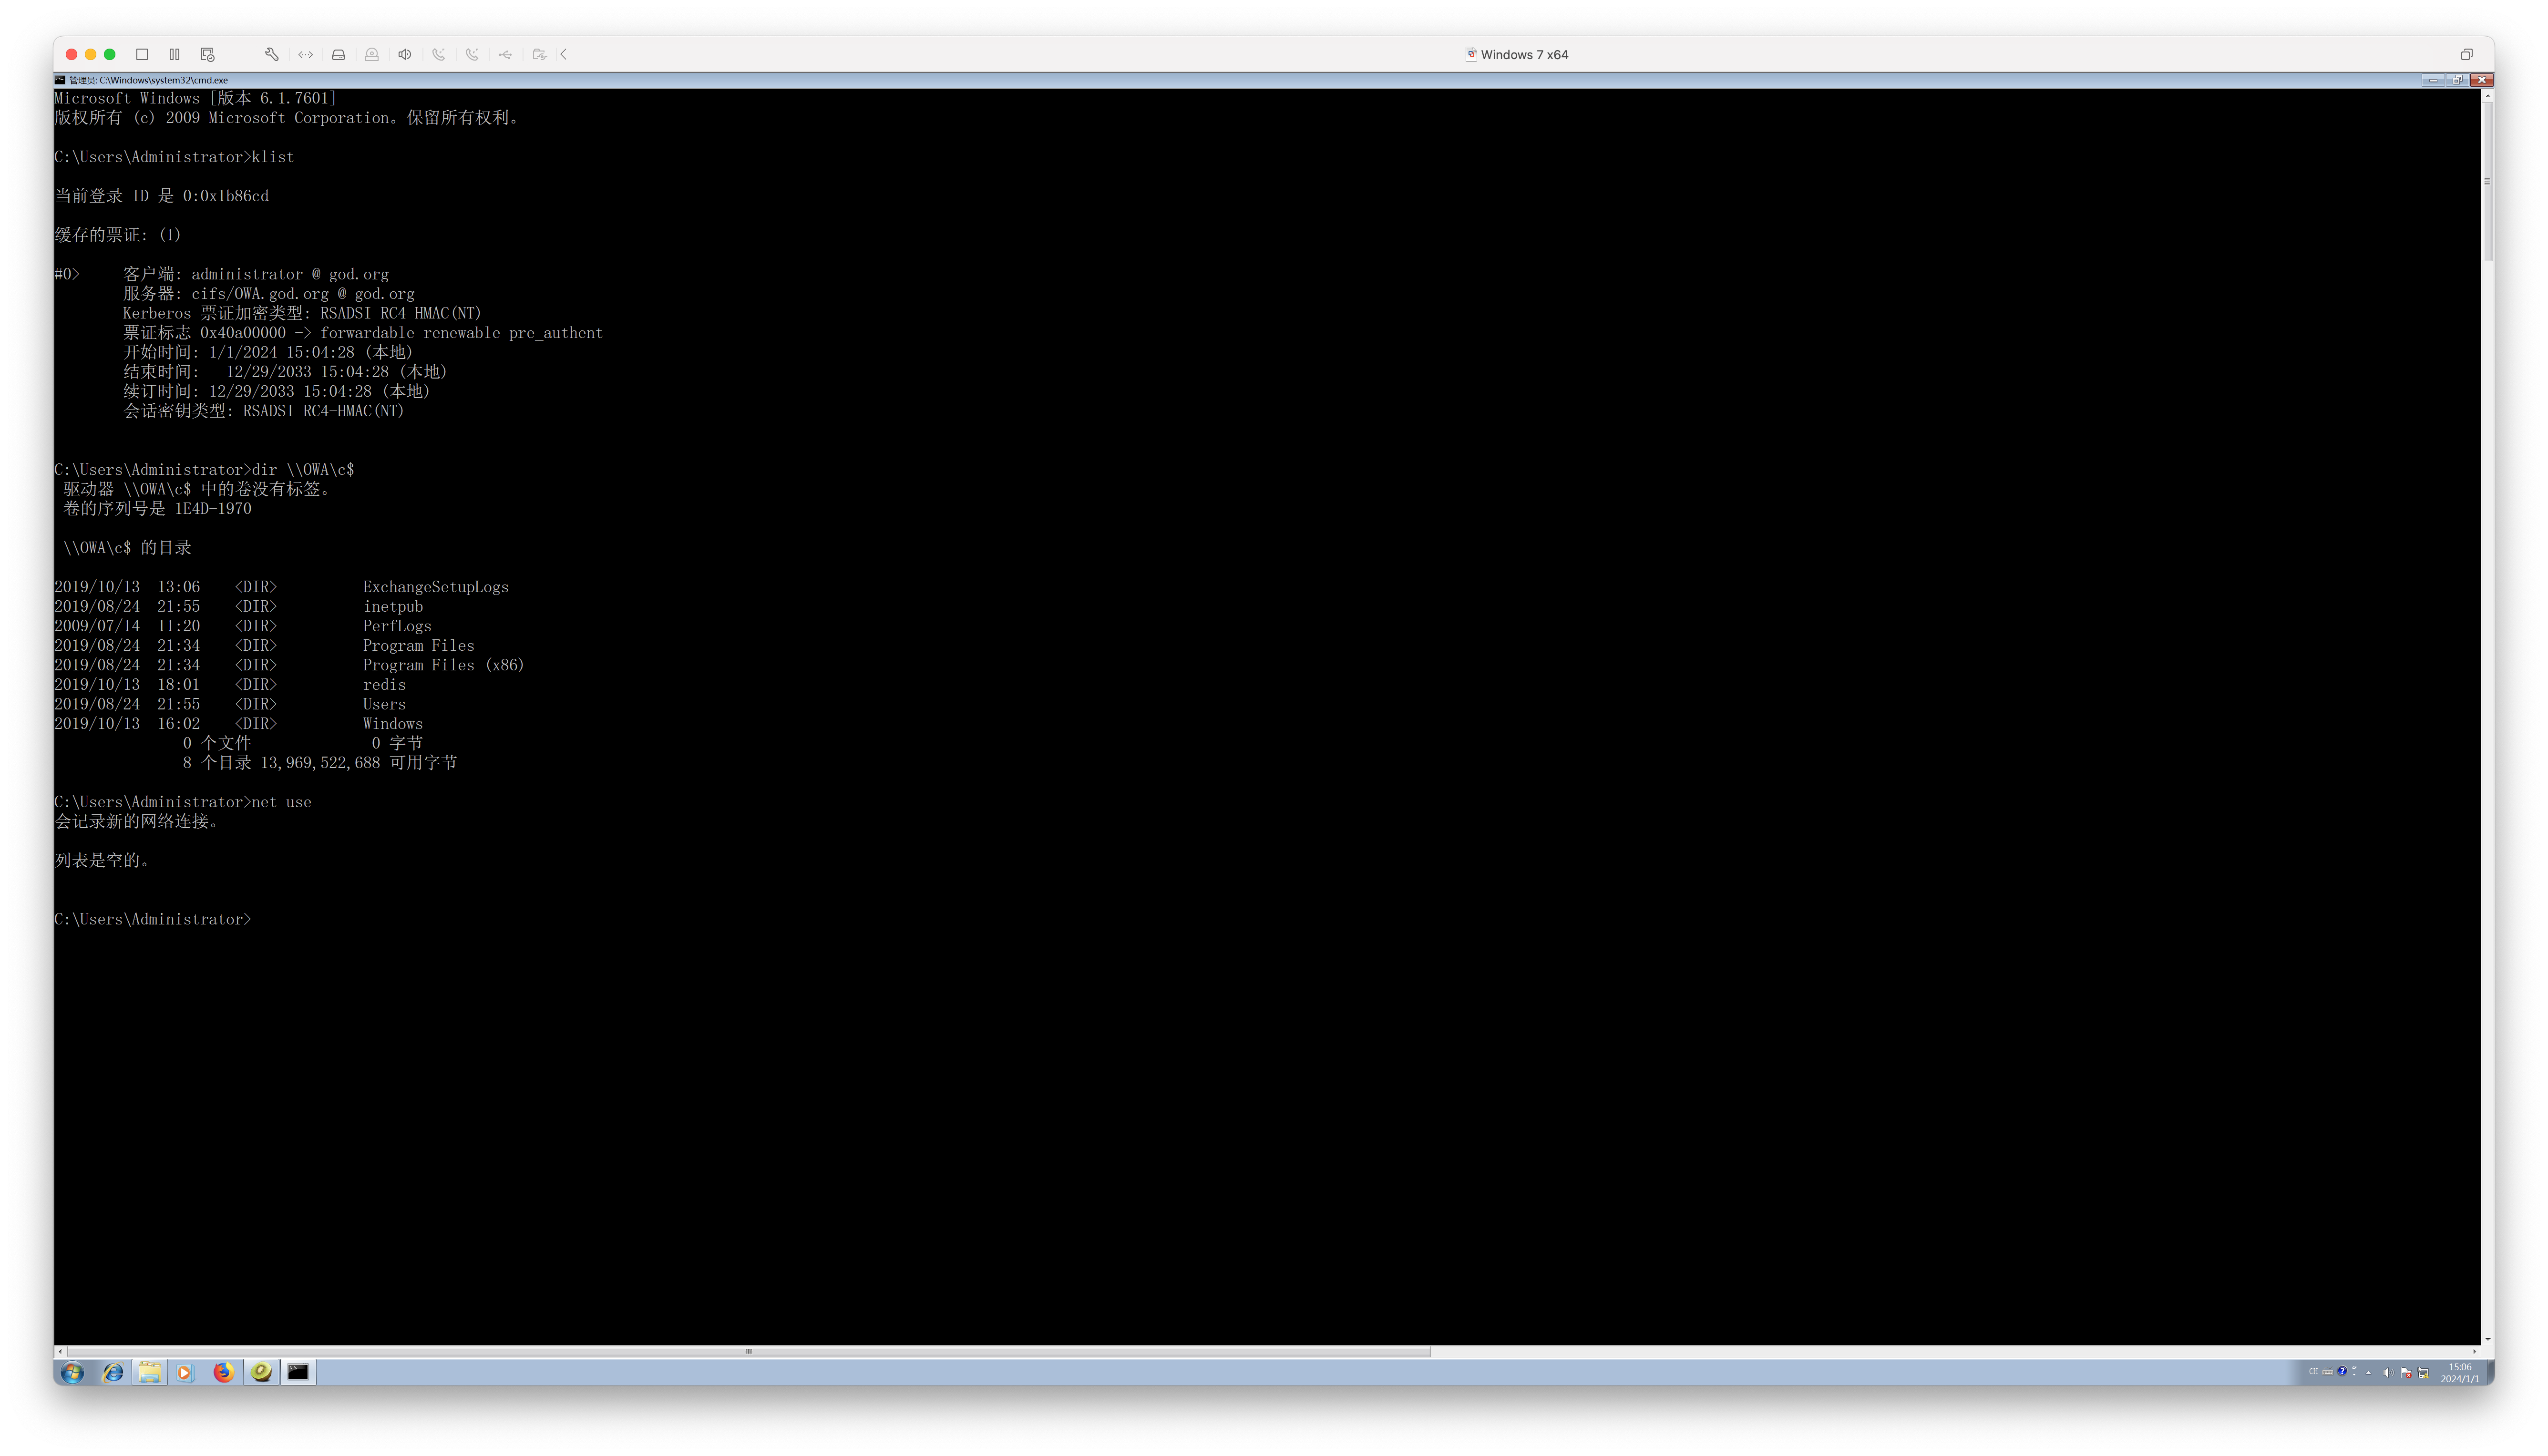 Windows 7 x64
管理员: C:\Windows\system32\cmd.exe
Microsoft Windows [版本 6.1.7601]
版权所有 (c) 2009 Microsoft Corporation。保留所有权利。
C:\Users\Administrator>klist
当前登录 ID 是 0:0x1b86cd
缓存的票证: (1)
#0>     客户端: administrator @ god.org
服务器: cifs/OWA.god.org @ god.org
Kerberos 票证加密类型: RSADSI RC4-HMAC(NT)
票证标志 0x40a00000 -> forwardable renewable pre_authent
开始时间: 1/1/2024 15:04:28 (本地)
结束时间:   12/29/2033 15:04:28 (本地)
续订时间: 12/29/2033 15:04:28 (本地)
会话密钥类型: RSADSI RC4-HMAC(NT)
C:\Users\Administrator>dir \\OWA\c$
驱动器 \\OWA\c$ 中的卷没有标签。
卷的序列号是 1E4D-1970
\\OWA\c$ 的目录
2019/10/13  13:06    <DIR>          ExchangeSetupLogs
2019/08/24  21:55    <DIR>          inetpub
2009/07/14  11:20    <DIR>          PerfLogs
2019/08/24  21:34    <DIR>          Program Files
2019/08/24  21:34    <DIR>          Program Files (x86)
2019/10/13  18:01    <DIR>          redis
2019/08/24  21:55    <DIR>          Users
2019/10/13  16:02    <DIR>          Windows
0 个文件              0 字节
8 个目录 13,969,522,688 可用字节
C:\Users\Administrator>net use
会记录新的网络连接。
列表是空的。
C:\Users\Administrator>
CH
15:06
2024/1/1